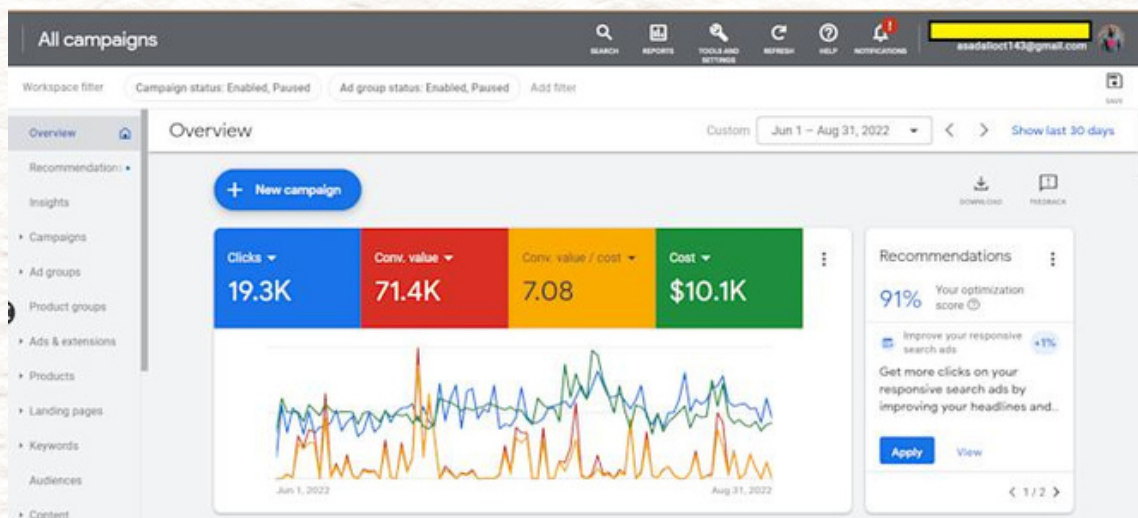 All campaigns
SEARCH
REPORTS
TOOLS AND SETTINGS
REFRESH
HELP
NOTIFICATIONS
asadalioct143@gmail.com
Workspace filter
Campaign status: Enabled, Paused
Ad group status: Enabled, Paused
Add filter
SAVE
Overview
Recommendations
Insights
Campaigns
Ad groups
Product groups
Ads & extensions
Products
Landing pages
Keywords
Audiences
Content
Overview
Custom
Jun 1 – Aug 31, 2022
Show last 30 days
New campaign
DOWNLOAD
FEEDBACK
Clicks
19.3K
Conv. value
71.4K
Conv. value / cost
7.08
Cost
$10.1K
Jun 1, 2022
Aug 31, 2022
Recommendations
91%
Your optimization
score
Improve your responsive
search ads
+1%
Get more clicks on your
responsive search ads by
improving your headlines and...
Apply
View
1 / 2